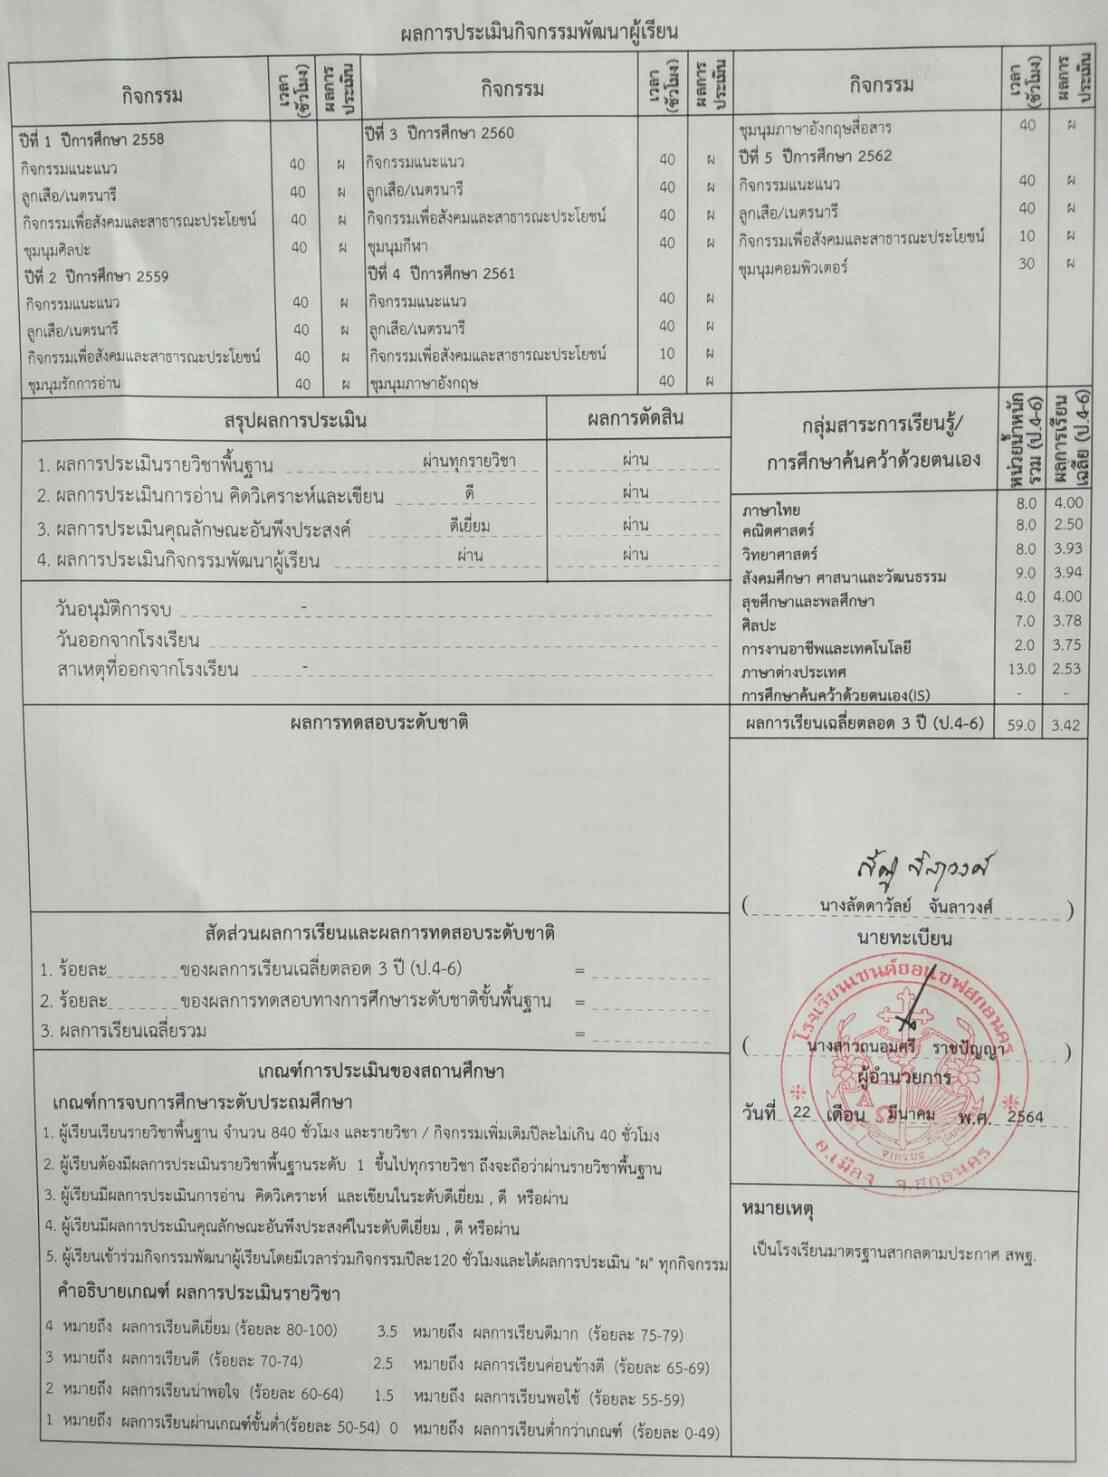 ผลการประเมินกิจกรรมพัฒนาผู้เรียน
กิจกรรม
เวลา (ชั่วโมง)
ผลการประเมิน
ปีที่ 1 ปีการศึกษา 2558
กิจกรรมแนะแนว 40 ผ
ลูกเสือ/เนตรนารี 40 ผ
กิจกรรมเพื่อสังคมและสาธารณะประโยชน์ 40 ผ
ชุมนุมศิลปะ 40 ผ
ปีที่ 2 ปีการศึกษา 2559
กิจกรรมแนะแนว 40 ผ
ลูกเสือ/เนตรนารี 40 ผ
กิจกรรมเพื่อสังคมและสาธารณะประโยชน์ 40 ผ
ชุมนุมรักการอ่าน 40 ผ
กิจกรรม
เวลา (ชั่วโมง)
ผลการประเมิน
ปีที่ 3 ปีการศึกษา 2560
กิจกรรมแนะแนว 40 ผ
ลูกเสือ/เนตรนารี 40 ผ
กิจกรรมเพื่อสังคมและสาธารณะประโยชน์ 40 ผ
ชุมนุมกีฬา 40 ผ
ปีที่ 4 ปีการศึกษา 2561
กิจกรรมแนะแนว 40 ผ
ลูกเสือ/เนตรนารี 40 ผ
กิจกรรมเพื่อสังคมและสาธารณะประโยชน์ 10 ผ
ชุมนุมภาษาอังกฤษ 40 ผ
กิจกรรม
เวลา (ชั่วโมง)
ผลการประเมิน
ชุมนุมภาษาอังกฤษสื่อสาร 40 ผ
ปีที่ 5 ปีการศึกษา 2562
กิจกรรมแนะแนว 40 ผ
ลูกเสือ/เนตรนารี 40 ผ
กิจกรรมเพื่อสังคมและสาธารณะประโยชน์ 10 ผ
ชุมนุมคอมพิวเตอร์ 30 ผ
สรุปผลการประเมิน ผลการตัดสิน
1. ผลการประเมินรายวิชาพื้นฐาน ผ่านทุกรายวิชา ผ่าน
2. ผลการประเมินการอ่าน คิดวิเคราะห์และเขียน ดี ผ่าน
3. ผลการประเมินคุณลักษณะอันพึงประสงค์ ดีเยี่ยม ผ่าน
4. ผลการประเมินกิจกรรมพัฒนาผู้เรียน ผ่าน ผ่าน
วันอนุมัติการจบ -
วันออกจากโรงเรียน
สาเหตุที่ออกจากโรงเรียน -
กลุ่มสาระการเรียนรู้/
การศึกษาค้นคว้าด้วยตนเอง
หน่วยน้ำหนัก รวม (ป.4-6)
ผลการเรียน เฉลี่ย (ป.4-6)
ภาษาไทย 8.0 4.00
คณิตศาสตร์ 8.0 2.50
วิทยาศาสตร์ 8.0 3.93
สังคมศึกษา ศาสนาและวัฒนธรรม 9.0 3.94
สุขศึกษาและพลศึกษา 4.0 4.00
ศิลปะ 7.0 3.78
การงานอาชีพและเทคโนโลยี 2.0 3.75
ภาษาต่างประเทศ 13.0 2.53
การศึกษาค้นคว้าด้วยตนเอง(IS) - -
ผลการเรียนเฉลี่ยตลอด 3 ปี (ป.4-6) 59.0 3.42
ผลการทดสอบระดับชาติ
สัดส่วนผลการเรียนและผลการทดสอบระดับชาติ
1. ร้อยละ ของผลการเรียนเฉลี่ยตลอด 3 ปี (ป.4-6) =
2. ร้อยละ ของผลการทดสอบทางการศึกษาระดับชาติขั้นพื้นฐาน =
3. ผลการเรียนเฉลี่ยรวม =
เกณฑ์การประเมินของสถานศึกษา
เกณฑ์การจบการศึกษาระดับประถมศึกษา
1. ผู้เรียนเรียนรายวิชาพื้นฐาน จำนวน 840 ชั่วโมง และรายวิชา / กิจกรรมเพิ่มเติมปีละไม่เกิน 40 ชั่วโมง
2. ผู้เรียนต้องมีผลการประเมินรายวิชาพื้นฐานระดับ 1 ขึ้นไปทุกรายวิชา ถึงจะถือว่าผ่านรายวิชาพื้นฐาน
3. ผู้เรียนมีผลการประเมินการอ่าน คิดวิเคราะห์ และเขียนในระดับดีเยี่ยม , ดี หรือผ่าน
4. ผู้เรียนมีผลการประเมินคุณลักษณะอันพึงประสงค์ในระดับดีเยี่ยม , ดี หรือผ่าน
5. ผู้เรียนเข้าร่วมกิจกรรมพัฒนาผู้เรียนโดยมีเวลาร่วมกิจกรรมปีละ120 ชั่วโมงและได้ผลการประเมิน "ผ" ทุกกิจกรรม
คำอธิบายเกณฑ์ ผลการประเมินรายวิชา
4 หมายถึง ผลการเรียนดีเยี่ยม (ร้อยละ 80-100) 3.5 หมายถึง ผลการเรียนดีมาก (ร้อยละ 75-79)
3 หมายถึง ผลการเรียนดี (ร้อยละ 70-74) 2.5 หมายถึง ผลการเรียนค่อนข้างดี (ร้อยละ 65-69)
2 หมายถึง ผลการเรียนน่าพอใจ (ร้อยละ 60-64) 1.5 หมายถึง ผลการเรียนพอใช้ (ร้อยละ 55-59)
1 หมายถึง ผลการเรียนผ่านเกณฑ์ขั้นต่ำ(ร้อยละ 50-54) 0 หมายถึง ผลการเรียนต่ำกว่าเกณฑ์ (ร้อยละ 0-49)
( นางลัดดาวัลย์ จันลาวงศ์ )
นายทะเบียน
โรงเรียนเซนต์ยอแซฟสกลนคร
( นางสาวถนอมศรี ราชปัญญา )
ผู้อำนวยการ
วันที่ 22 เดือน มีนาคม พ.ศ. 2564
อ.เมือง จ.สกลนคร
หมายเหตุ
เป็นโรงเรียนมาตรฐานสากลตามประกาศ สพฐ.